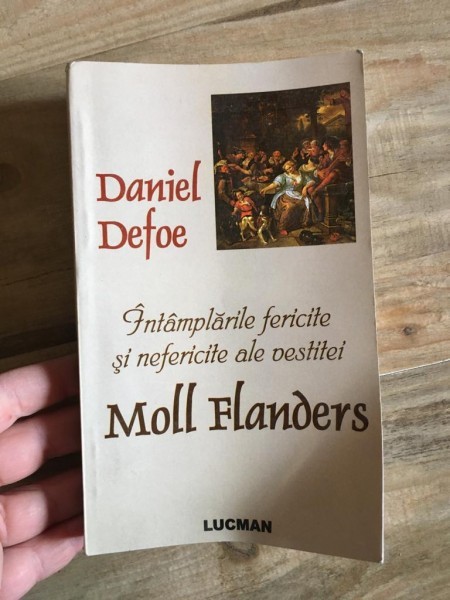 Daniel
Defoe
Întâmplările fericite
şi nefericite ale vestitei
Moll Flanders
LUCMAN